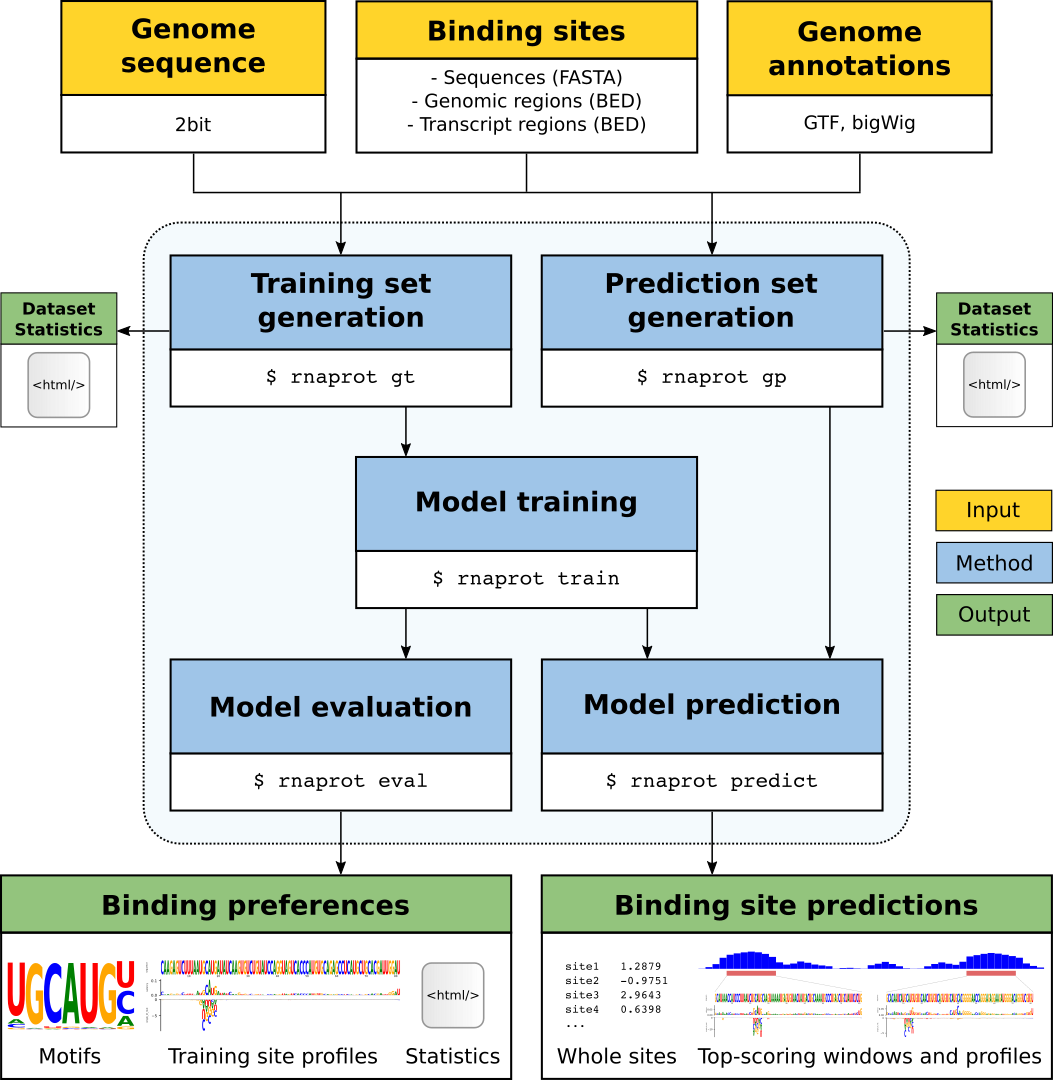 Genome
sequence
2bit
Binding sites
- Sequences (FASTA)
- Genomic regions (BED)
- Transcript regions (BED)
Genome
annotations
GTF, bigWig
Training set
generation
$ rnaprot gt
Prediction set
generation
$ rnaprot gp
Dataset
Statistics
<html/>
Dataset
Statistics
<html/>
Model training
$ rnaprot train
Input
Method
Output
Model evaluation
$ rnaprot eval
Model prediction
$ rnaprot predict
Binding preferences
UGCAUGU
C
A
<html/>
Motifs
Training site profiles
Statistics
Binding site predictions
site1 1.2879
site2 -0.9751
site3 2.9643
site4 0.6398
...
Whole sites
Top-scoring windows and profiles